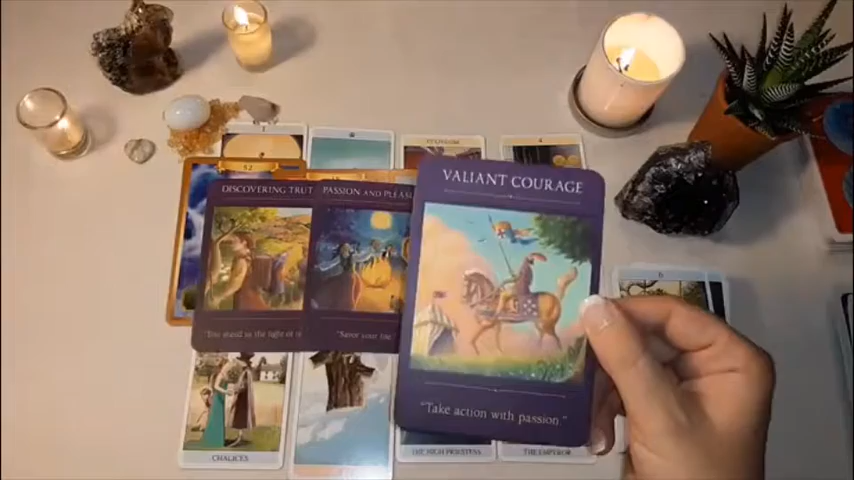 DISCOVERING TRUT
PASSION AND PLEAS
VALIANT COURAGE
"You stand in the light of
"Savor your life
"Take action with passion."
CHALICES
THE HIGH PRIESTESS
THE EMPEROR